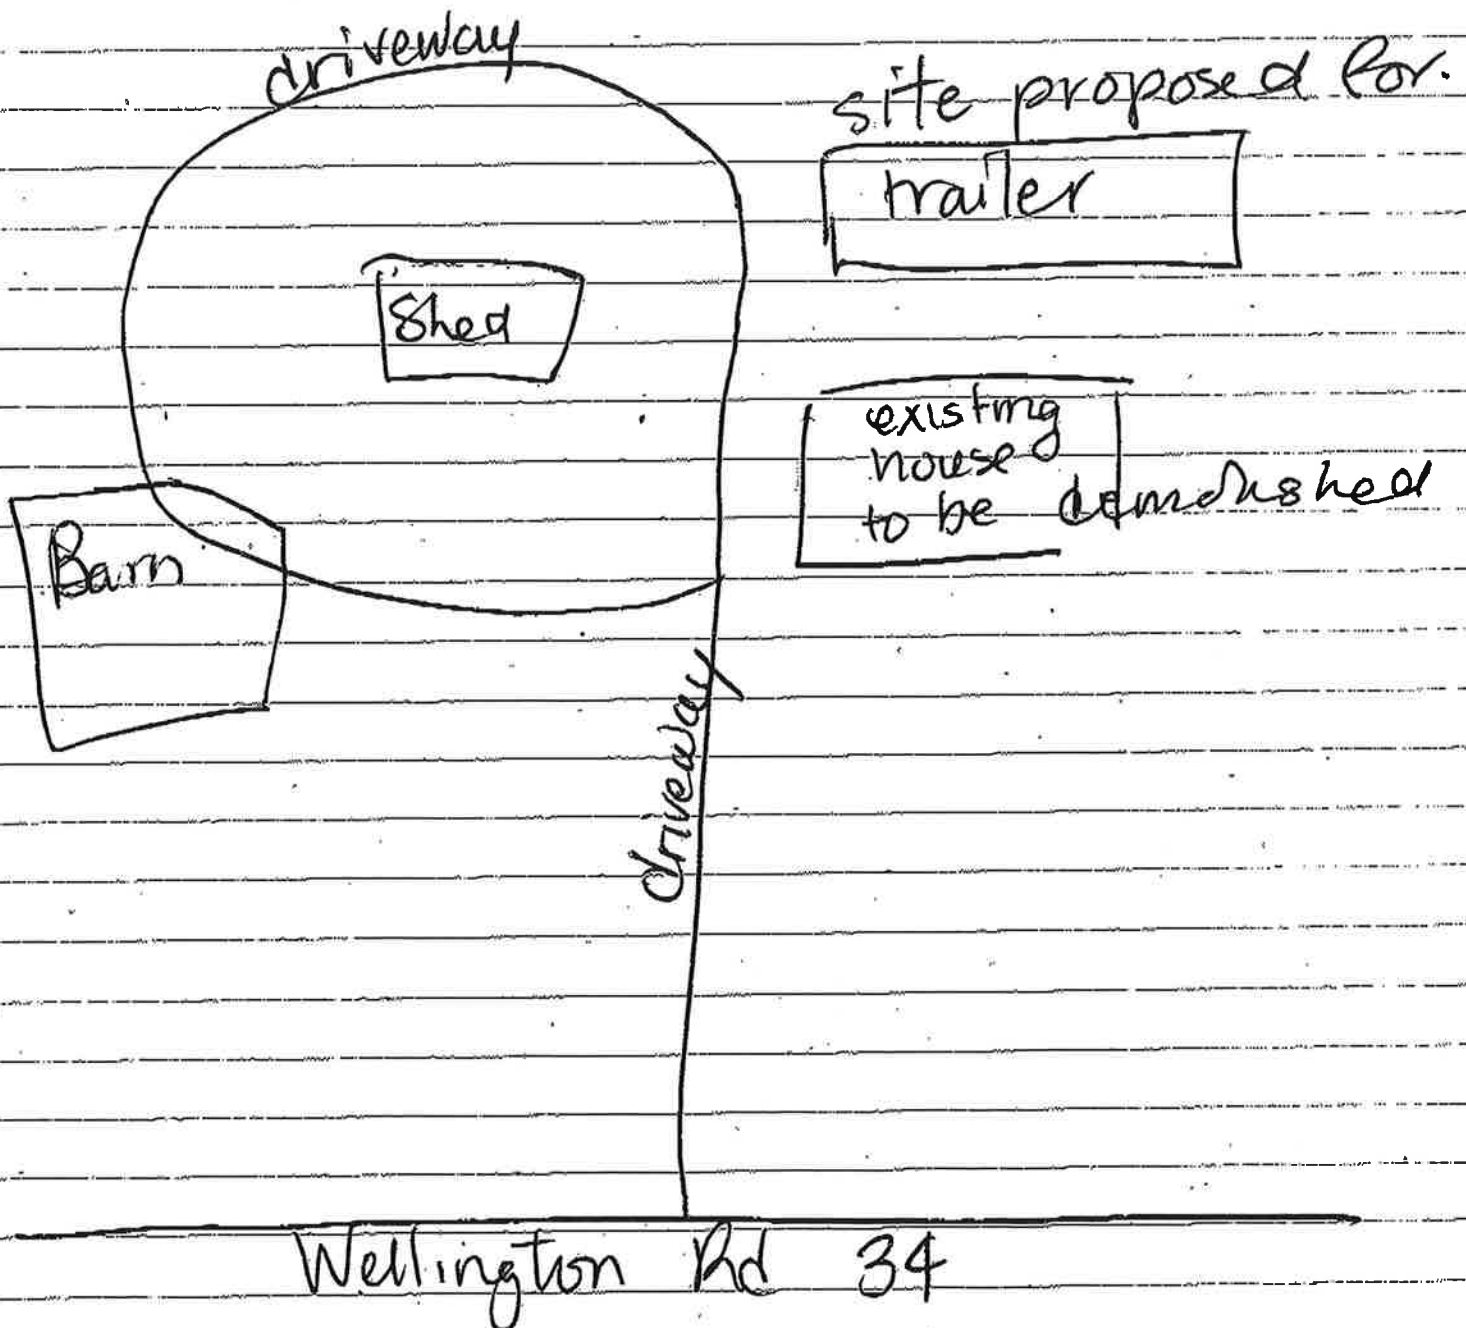 driveway
site proposed for.
trailer
Shed
existing
house
to be demolished
Barn
driveway
Wellington Rd 34